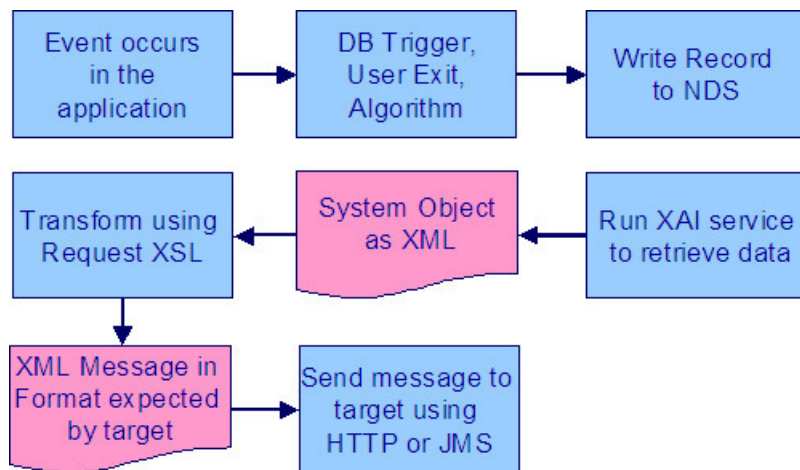 Event occurs
in the
application
DB Trigger,
User Exit,
Algorithm
Write Record
to NDS
Run XAI service
to retrieve data
System Object
as XML
Transform using
Request XSL
XML Message in
Format expected
by target
Send message to
target using
HTTP or JMS